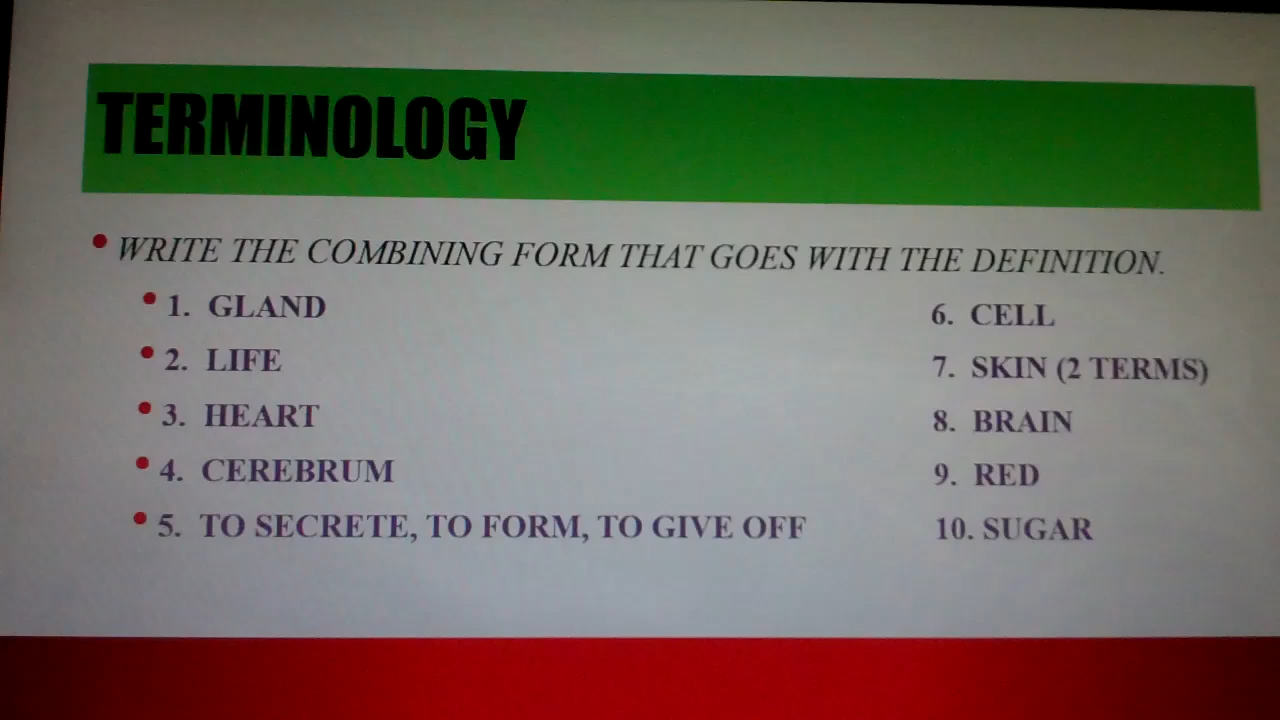 TERMINOLOGY
• WRITE THE COMBINING FORM THAT GOES WITH THE DEFINITION.
• 1. GLAND
• 2. LIFE
• 3. HEART
• 4. CEREBRUM
• 5. TO SECRETE, TO FORM, TO GIVE OFF
6. CELL
7. SKIN (2 TERMS)
8. BRAIN
9. RED
10. SUGAR